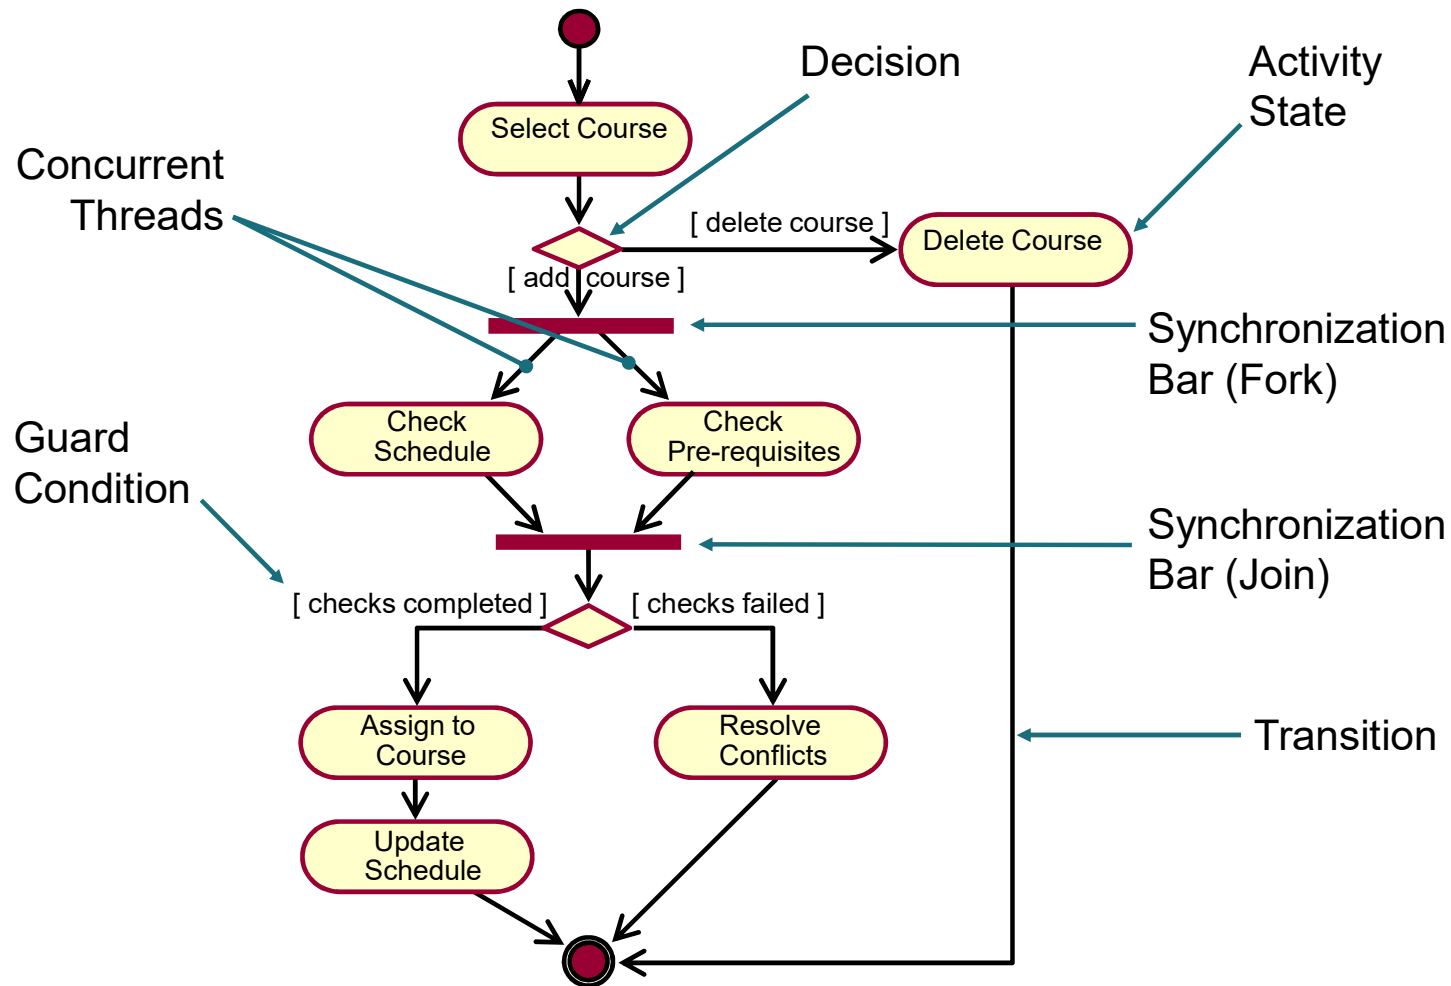 Decision
Activity
State
Select Course
Concurrent
Threads
[ delete course ]
Delete Course
[ add course ]
Synchronization
Bar (Fork)
Check
Schedule
Check
Pre-requisites
Guard
Condition
Synchronization
Bar (Join)
[ checks completed ]
[ checks failed ]
Assign to
Course
Resolve
Conflicts
Transition
Update
Schedule